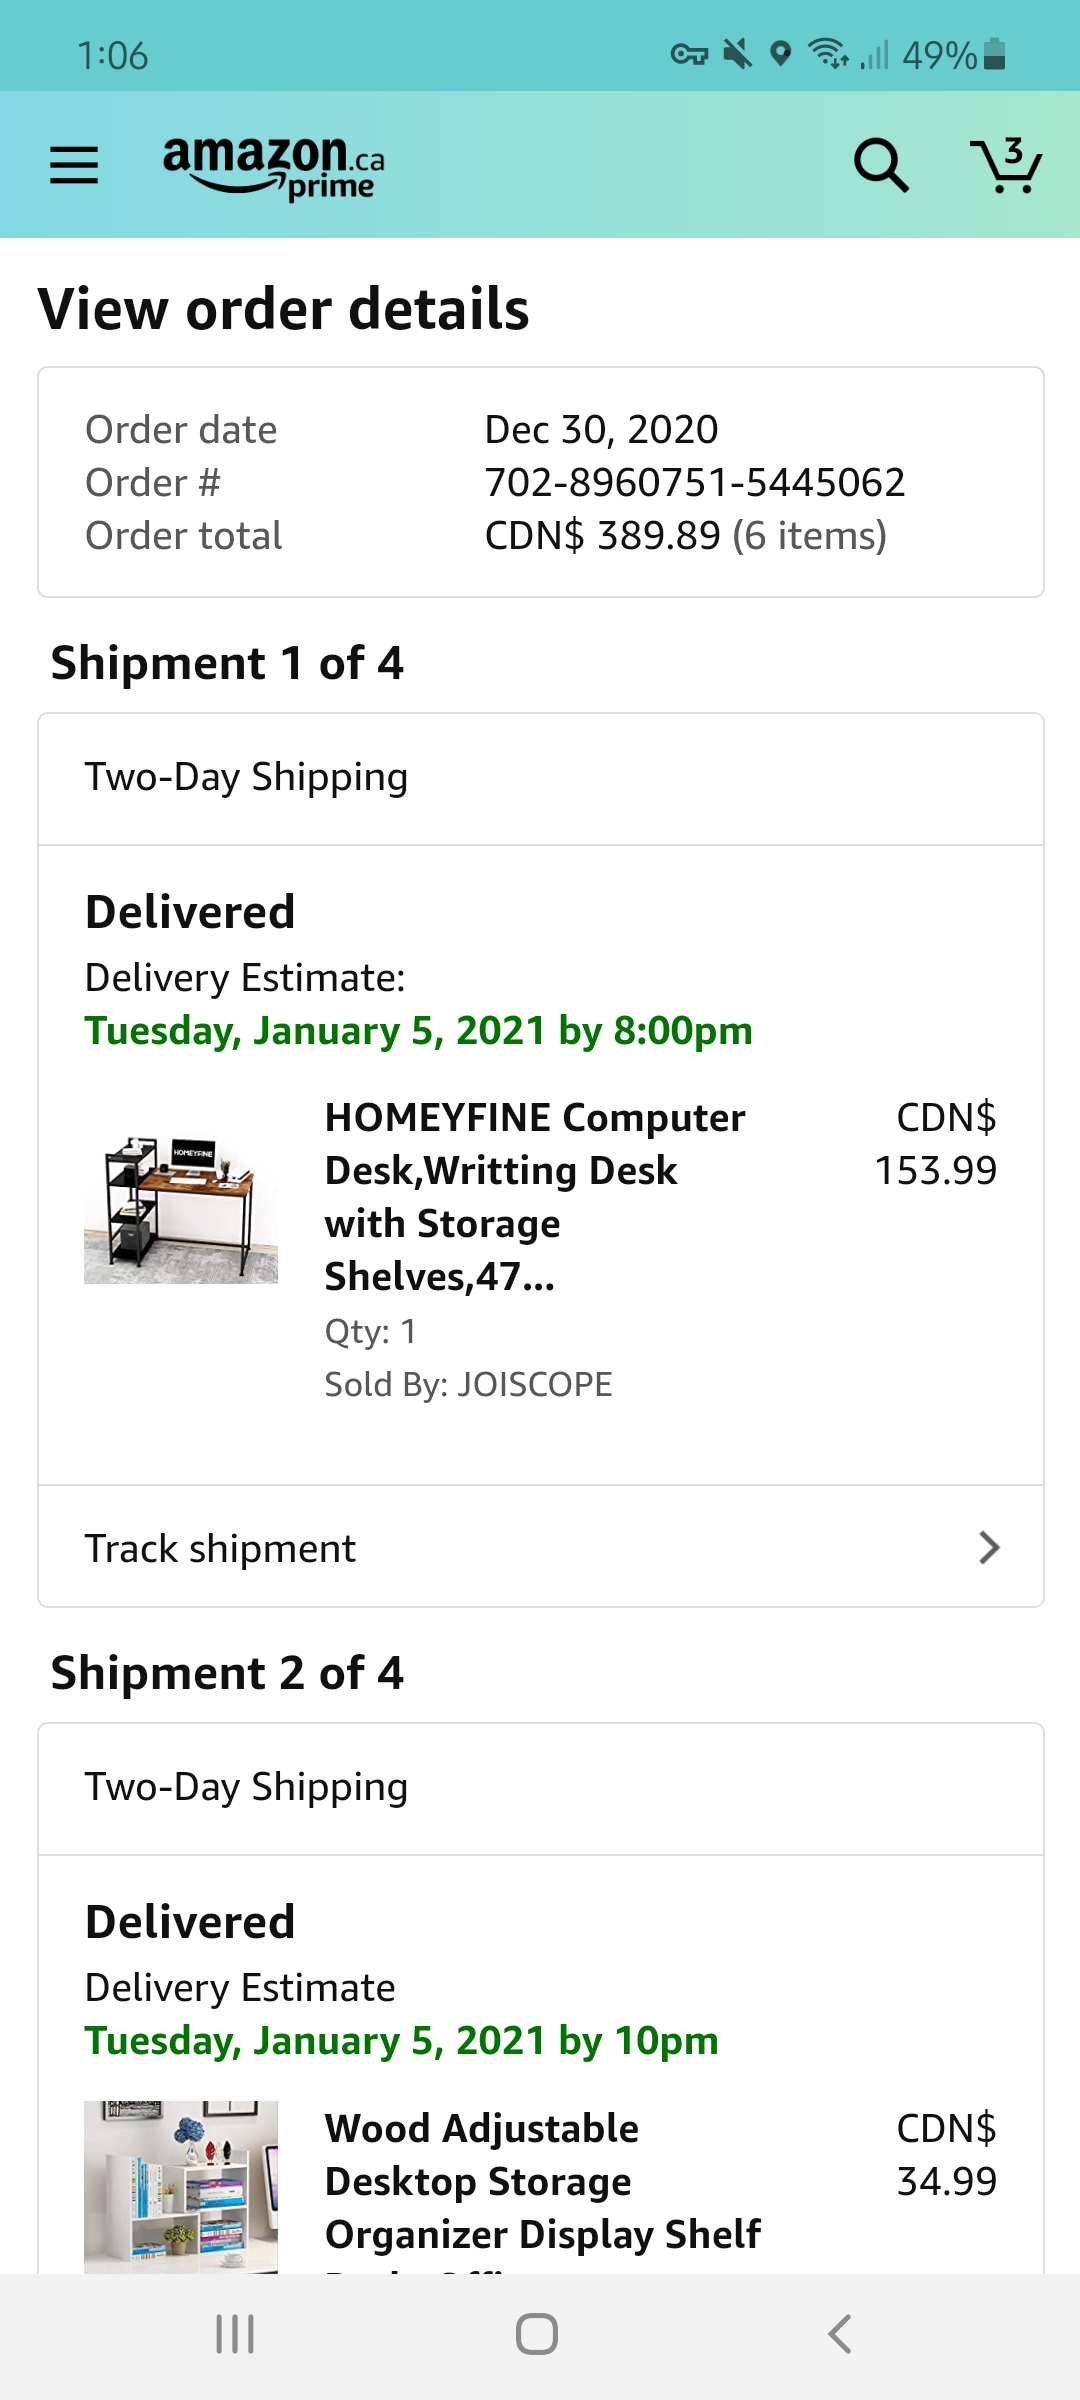 1:06
49%
amazon.ca
prime
3
View order details
Order date Dec 30, 2020
Order # 702-8960751-5445062
Order total CDN$ 389.89 (6 items)
Shipment 1 of 4
Two-Day Shipping
Delivered
Delivery Estimate:
Tuesday, January 5, 2021 by 8:00pm
HOMEYFINE
HOMEYFINE Computer CDN$
Desk,Writting Desk 153.99
with Storage
Shelves,47...
Qty: 1
Sold By: JOISCOPE
Track shipment
Shipment 2 of 4
Two-Day Shipping
Delivered
Delivery Estimate
Tuesday, January 5, 2021 by 10pm
Wood Adjustable CDN$
Desktop Storage 34.99
Organizer Display Shelf